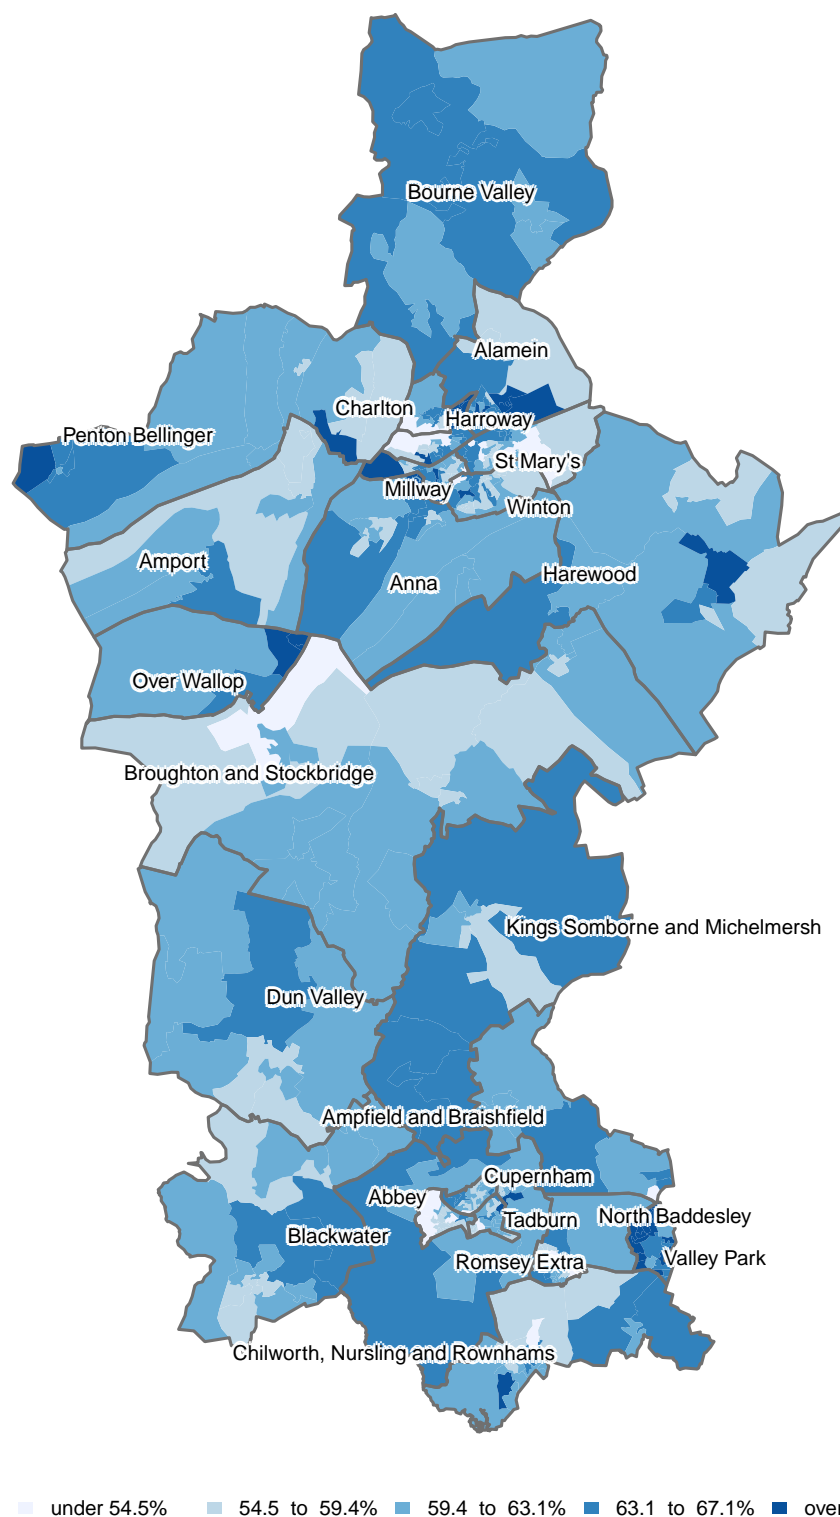 Bourne Valley
Alamein
Charlton
Harroway
Penton Bellinger
St Mary's
Millway
Winton
Amport
Anna
Harewood
Over Wallop
Broughton and Stockbridge
Kings Somborne and Michelmersh
Dun Valley
Ampfield and Braishfield
Cupernham
Abbey
Tadburn
North Baddesley
Blackwater
Romsey Extra
Valley Park
Chilworth, Nursling and Rownhams
under 54.5%
54.5 to 59.4%
59.4 to 63.1%
63.1 to 67.1%
over